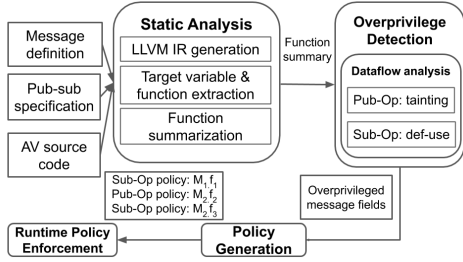 Message
definition
Pub-sub
specification
AV source
code
Static Analysis
LLVM IR generation
Target variable &
function extraction
Function
summarization
Function
summary
Overprivilege
Detection
Dataflow analysis
Pub-Op: tainting
Sub-Op: def-use
Sub-Op policy: M1.f1
Pub-Op policy: M2.f2
Sub-Op policy: M2.f3
Overprivileged
message fields
Runtime Policy
Enforcement
Policy
Generation